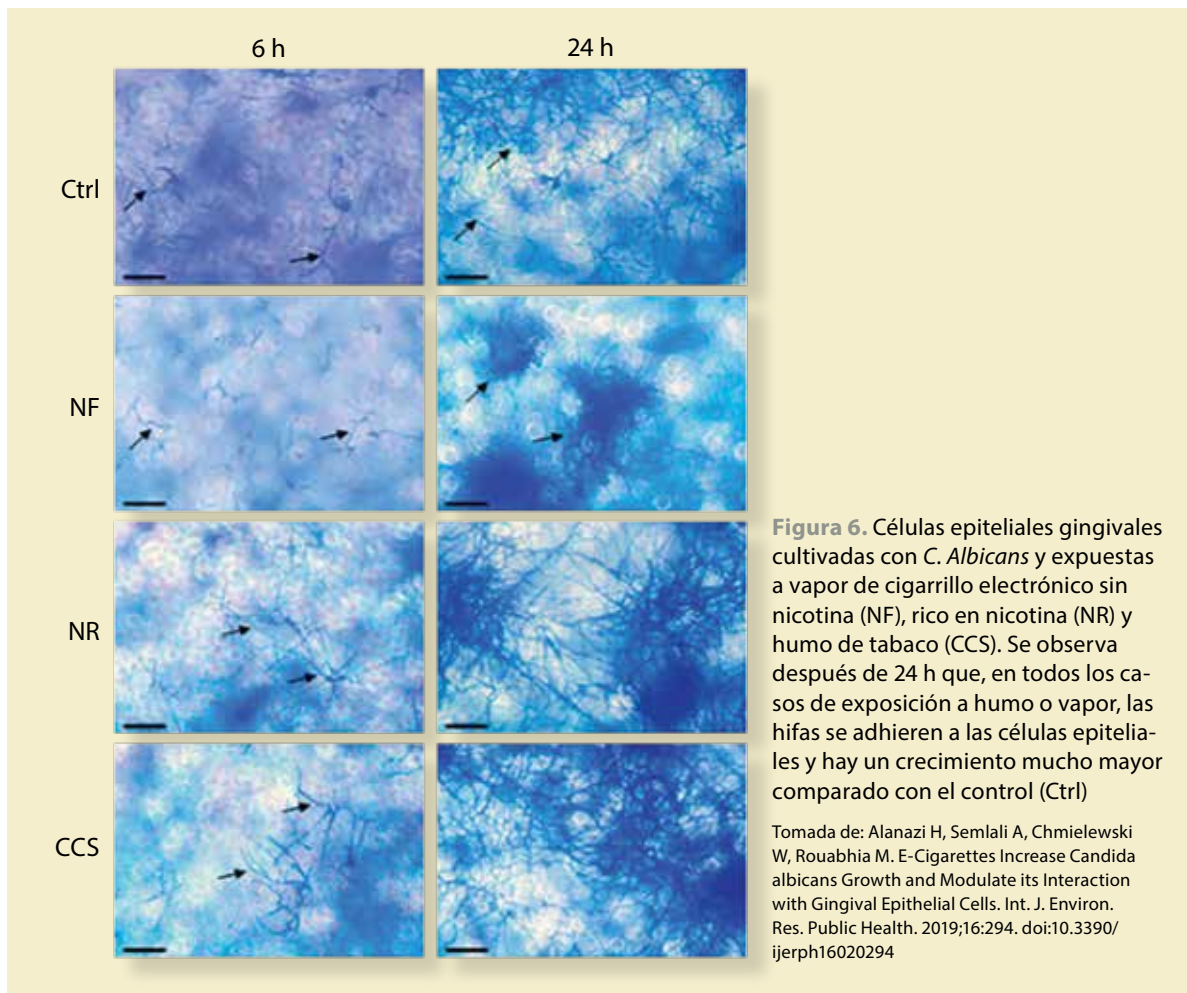 6 h
24 h
Ctrl
NF
NR
CCS
Figura 6. Células epiteliales gingivales
cultivadas con C. Albicans y expuestas
a vapor de cigarrillo electrónico sin
nicotina (NF), rico en nicotina (NR) y
humo de tabaco (CCS). Se observa
después de 24 h que, en todos los ca-
sos de exposición a humo o vapor, las
hifas se adhieren a las células epitelia-
les y hay un crecimiento mucho mayor
comparado con el control (Ctrl)
Tomada de: Alanazi H, Semlali A, Chmielewski
W, Rouabhia M. E-Cigarettes Increase Candida
albicans Growth and Modulate its Interaction
with Gingival Epithelial Cells. Int. J. Environ.
Res. Public Health. 2019;16:294. doi:10.3390/
ijerph16020294